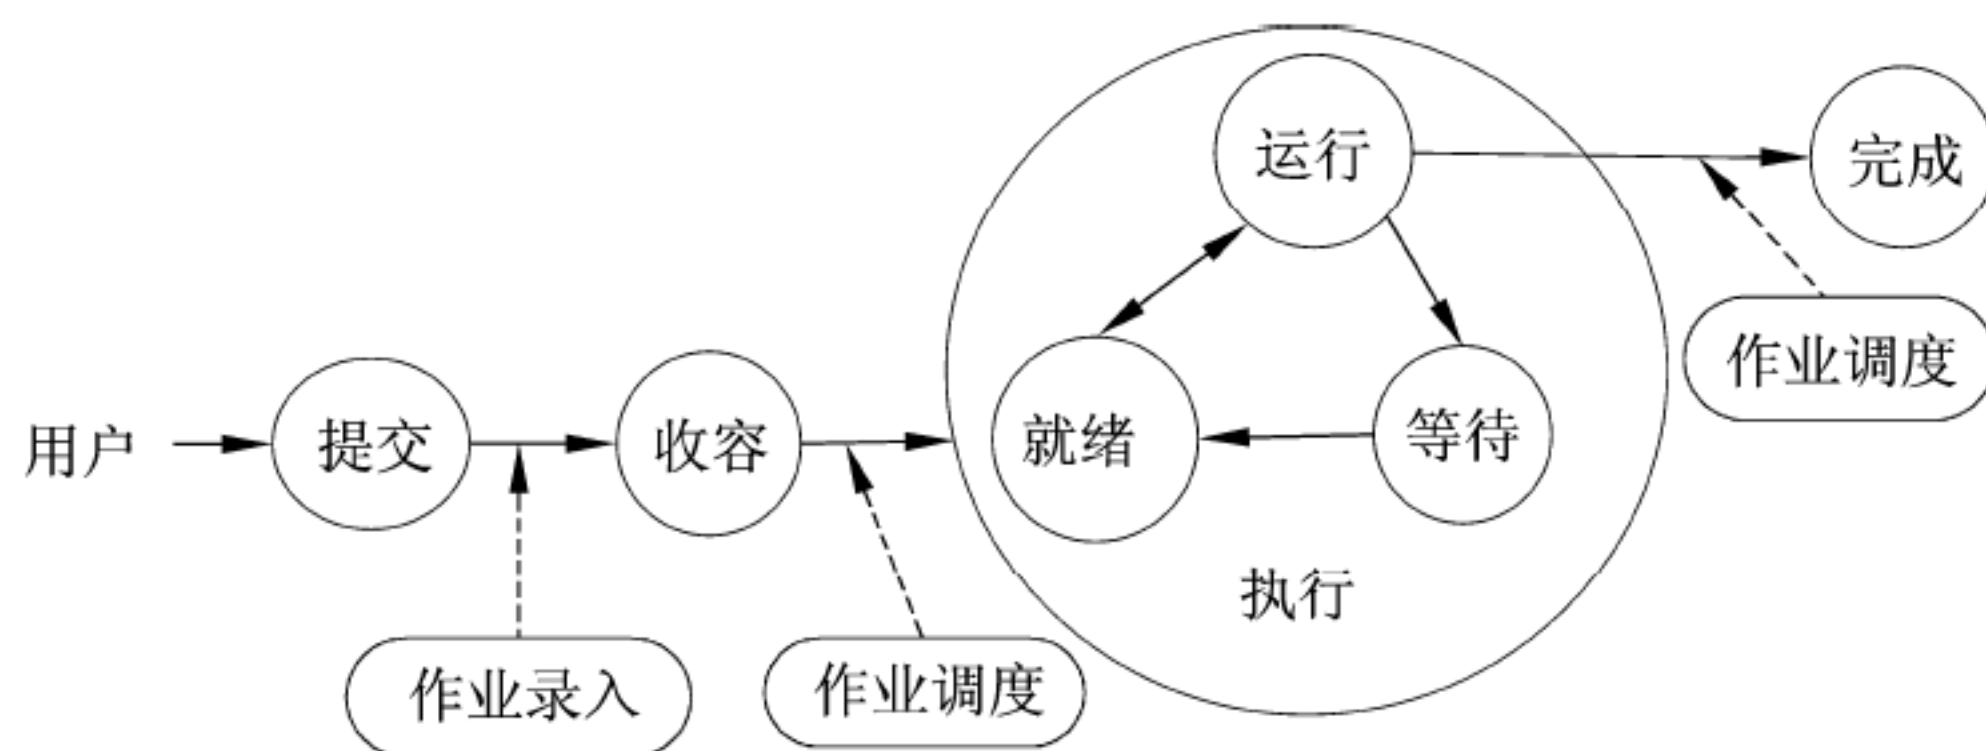 运行
完成
作业调度
用户
提交
收容
就绪
等待
执行
作业录入
作业调度